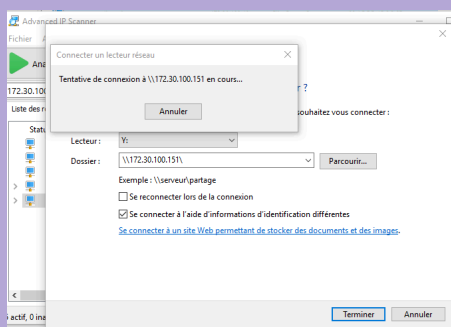 Advanced IP Scanner
Fichier
Connecter un lecteur réseau
Tentative de connexion à \\172.30.100.151 en cours...
Annuler
172.30.100
Liste des r
souhaitez vous connecter :
Lecteur :
Y:
Dossier :
\\172.30.100.151\
Parcourir...
Exemple : \\serveur\partage
Se reconnecter lors de la connexion
Se connecter à l'aide d'informations d'identification différentes
Se connecter à un site Web permettant de stocker des documents et des images.
Terminer
Annuler
actif, 0 ina